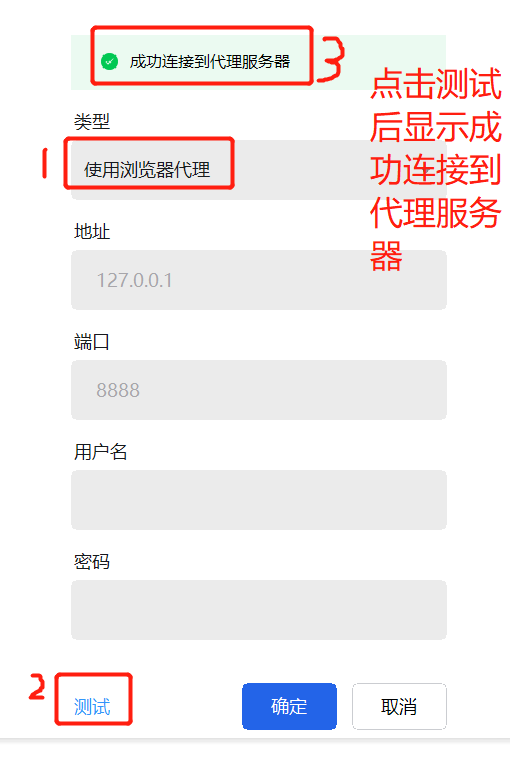 成功连接到代理服务器
3
点击测试
后显示成
功连接到
代理服务
器
类型
1
使用浏览器代理
地址
127.0.0.1
端口
8888
用户名
密码
2
测试
确定
取消